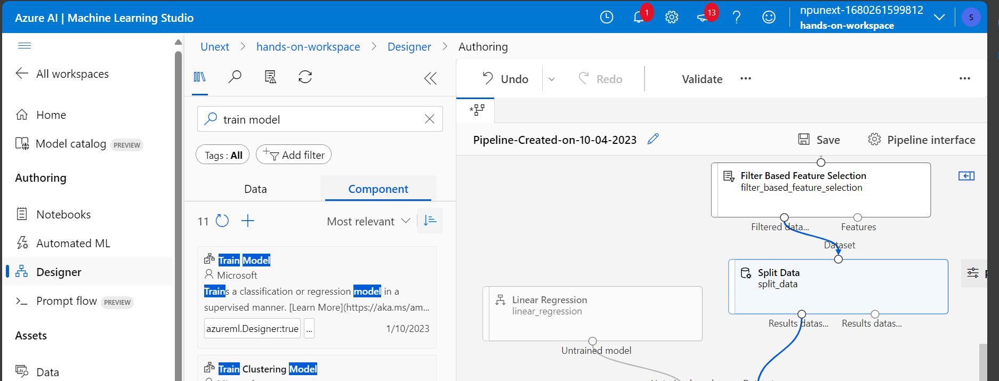 Azure AI | Machine Learning Studio
1
13
npunext-1680261599812
hands-on-workspace
S
All workspaces
Home
Model catalog PREVIEW
Authoring
Notebooks
Automated ML
Designer
Prompt flow PREVIEW
Assets
Data
Unext > hands-on-workspace > Designer > Authoring
train model
Tags : All
Add filter
Data
Component
11
Most relevant
Train Model
Microsoft
Trains a classification or regression model in a
supervised manner. [Learn More](https://aka.ms/am...
azureml.Designer:true
...
1/10/2023
Train Clustering Model
Undo
Redo
Validate
Pipeline-Created-on-10-04-2023
Save
Pipeline interface
Filter Based Feature Selection
filter_based_feature_selection
Filtered data...
Features
Dataset
Split Data
split_data
Results datas...
Results datas...
Linear Regression
linear_regression
Untrained model